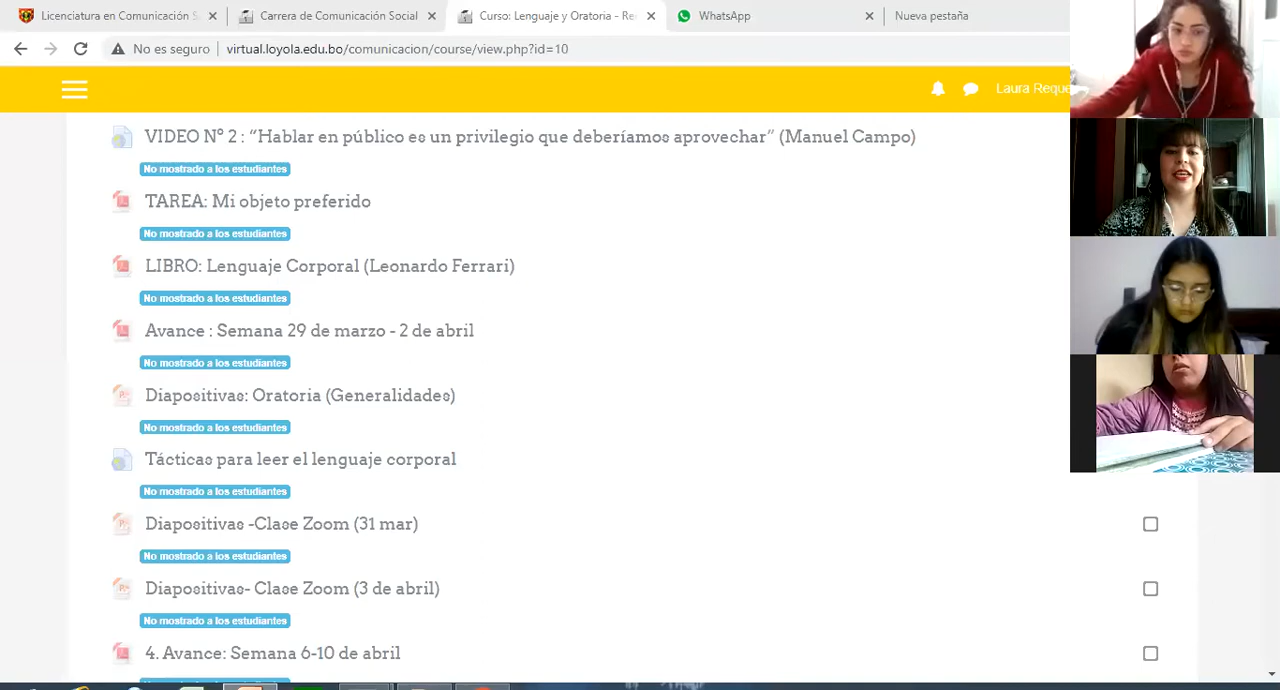 Licenciatura en Comunicación S
Carrera de Comunicación Social
Curso: Lenguaje y Oratoria - Re
WhatsApp
Nueva pestaña
No es seguro
virtual.loyola.edu.bo/comunicacion/course/view.php?id=10
Laura Reque
VIDEO Nº 2 : “Hablar en público es un privilegio que deberíamos aprovechar” (Manuel Campo)
No mostrado a los estudiantes
TAREA: Mi objeto preferido
No mostrado a los estudiantes
LIBRO: Lenguaje Corporal (Leonardo Ferrari)
No mostrado a los estudiantes
Avance : Semana 29 de marzo - 2 de abril
No mostrado a los estudiantes
Diapositivas: Oratoria (Generalidades)
No mostrado a los estudiantes
Tácticas para leer el lenguaje corporal
No mostrado a los estudiantes
Diapositivas -Clase Zoom (31 mar)
No mostrado a los estudiantes
Diapositivas- Clase Zoom (3 de abril)
No mostrado a los estudiantes
4. Avance: Semana 6-10 de abril